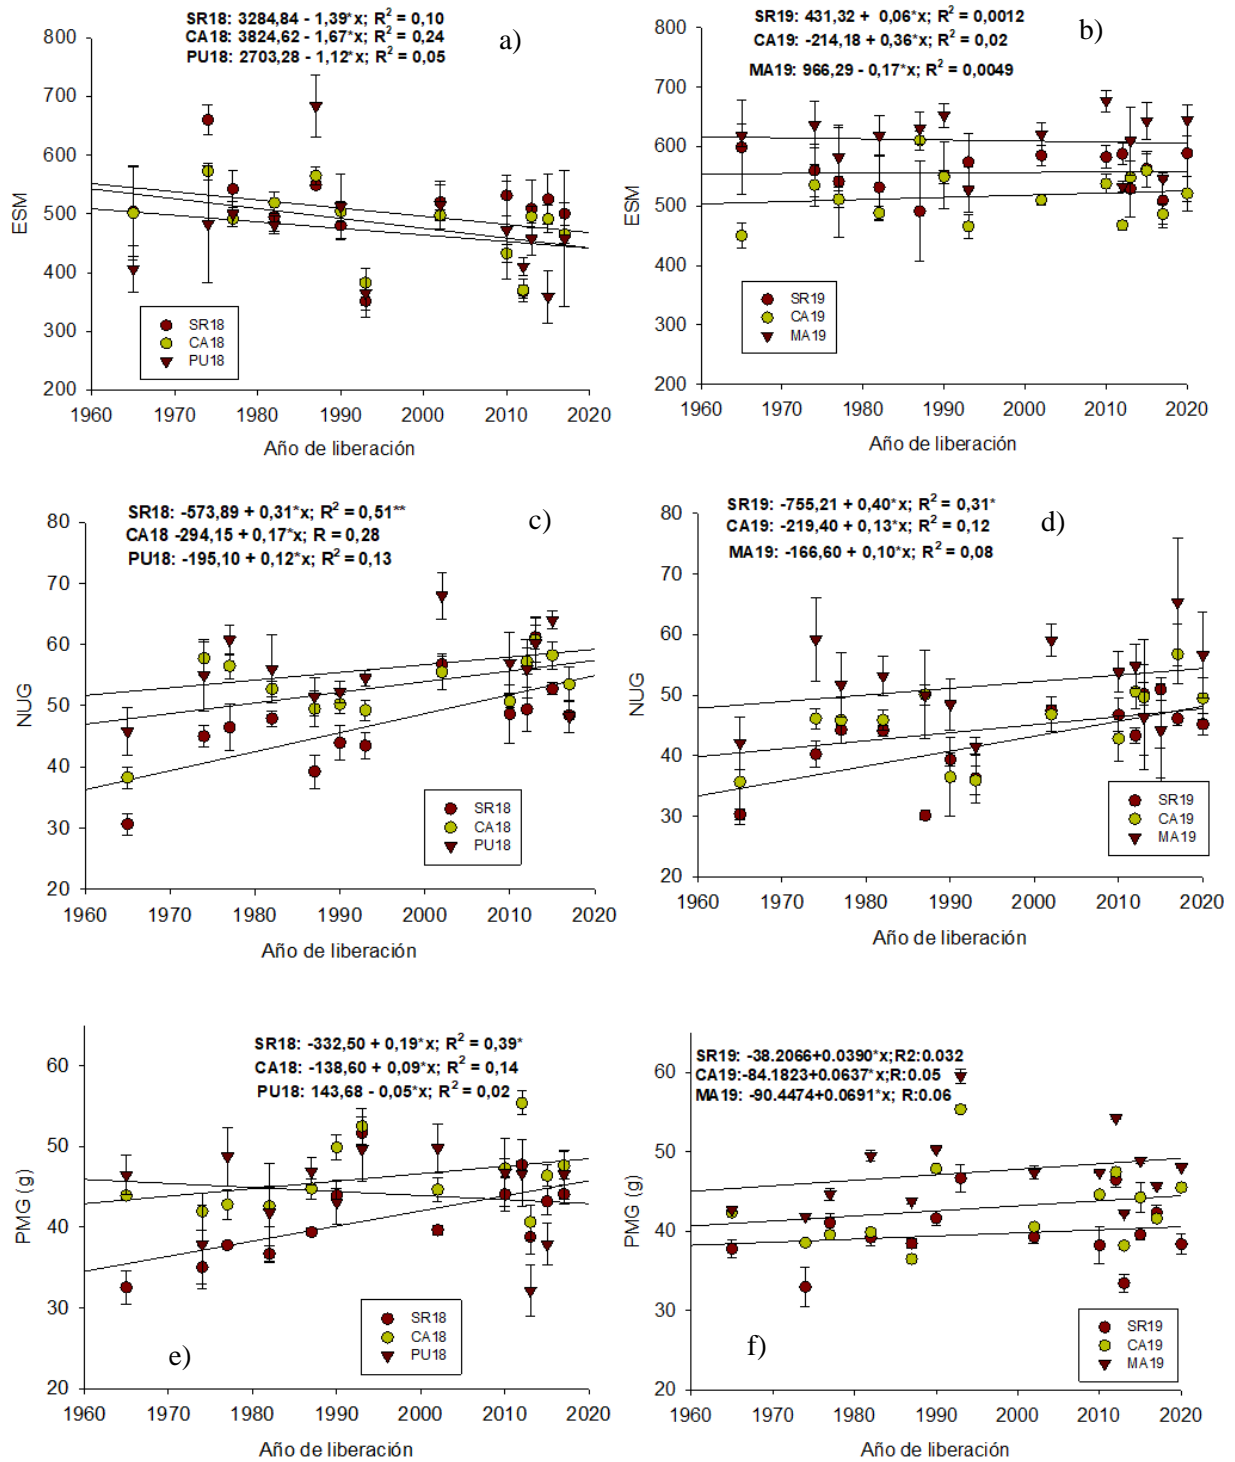 SR18: 3284,84 - 1,39*x; R² = 0,10
CA18: 3824,62 - 1,67*x; R² = 0,24
PU18: 2703,28 - 1,12*x; R² = 0,05
a)
800
700
600
500
400
300
200
ESM
SR18
CA18
PU18
1960 1970 1980 1990 2000 2010 2020
Año de liberación
SR19: 431,32 + 0,06*x; R² = 0,0012
CA19: -214,18 + 0,36*x; R² = 0,02
MA19: 966,29 - 0,17*x; R² = 0,0049
b)
800
700
600
500
400
300
200
ESM
SR19
CA19
MA19
1960 1970 1980 1990 2000 2010 2020
Año de liberación
SR18: -573,89 + 0,31*x; R² = 0,51**
CA18 -294,15 + 0,17*x; R = 0,28
PU18: -195,10 + 0,12*x; R² = 0,13
c)
80
70
60
50
40
30
20
NUG
SR18
CA18
PU18
1960 1970 1980 1990 2000 2010 2020
Año de liberación
SR19: -755,21 + 0,40*x; R² = 0,31*
CA19: -219,40 + 0,13*x; R² = 0,12
MA19: -166,60 + 0,10*x; R² = 0,08
d)
80
70
60
50
40
30
20
NUG
SR19
CA19
MA19
1960 1970 1980 1990 2000 2010 2020
Año de liberación
SR18: -332,50 + 0,19*x; R² = 0,39*
CA18: -138,60 + 0,09*x; R² = 0,14
PU18: 143,68 - 0,05*x; R² = 0,02
60
50
40
30
20
PMG (g)
SR18
CA18
PU18
e)
1960 1970 1980 1990 2000 2010 2020
Año de liberación
SR19: -38.2066+0.0390*x;R2:0.032
CA19:-84.1823+0.0637*x;R:0.05
MA19: -90.4474+0.0691*x; R:0.06
60
50
40
30
20
PMG (g)
f)
SR19
CA19
MA19
1960 1970 1980 1990 2000 2010 2020
Año de liberación